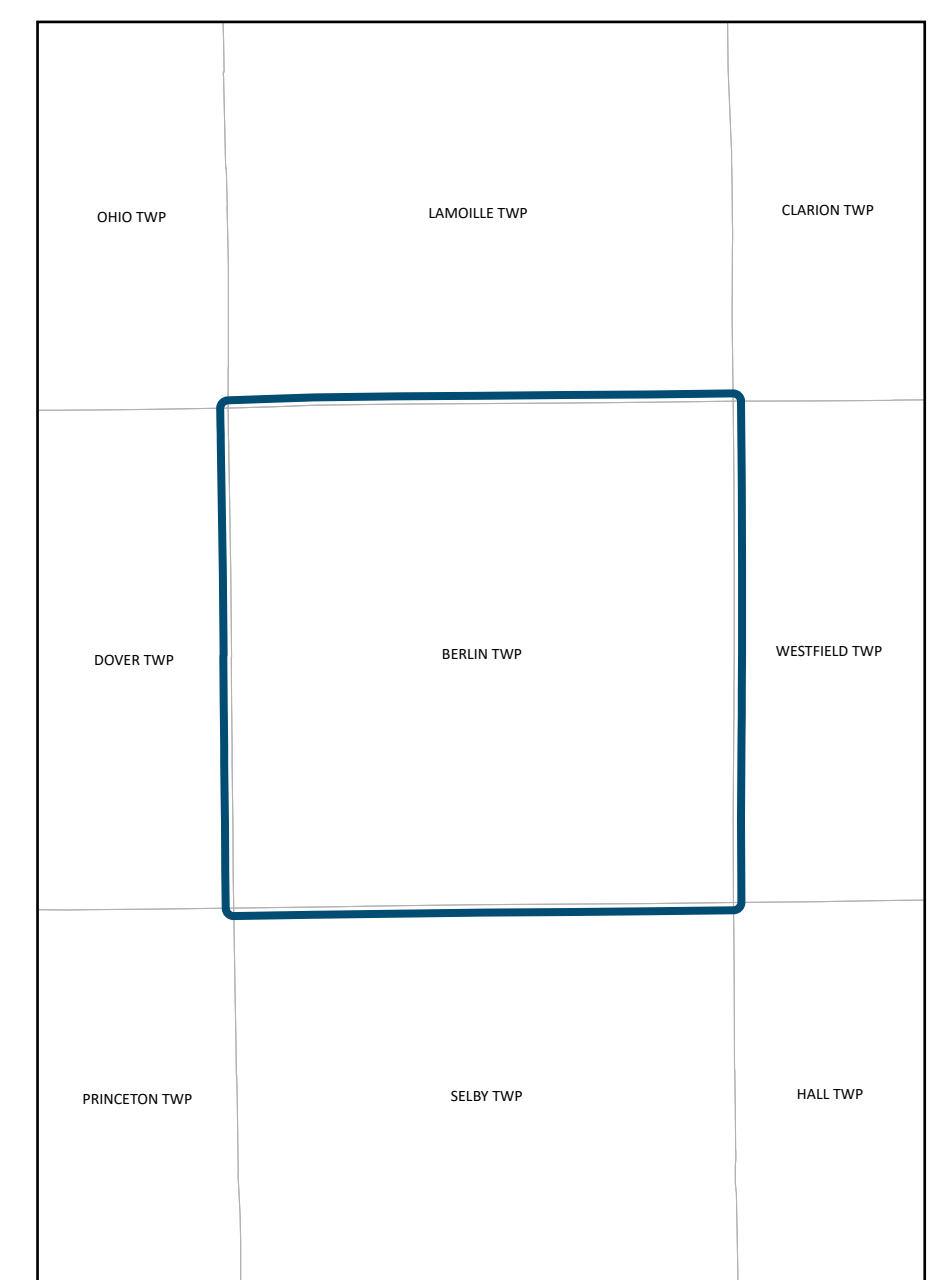 OHIO TWP
LAMOILLE TWP
CLARION TWP
DOVER TWP
BERLIN TWP
WESTFIELD TWP
PRINCETON TWP
SELBY TWP
HALL TWP